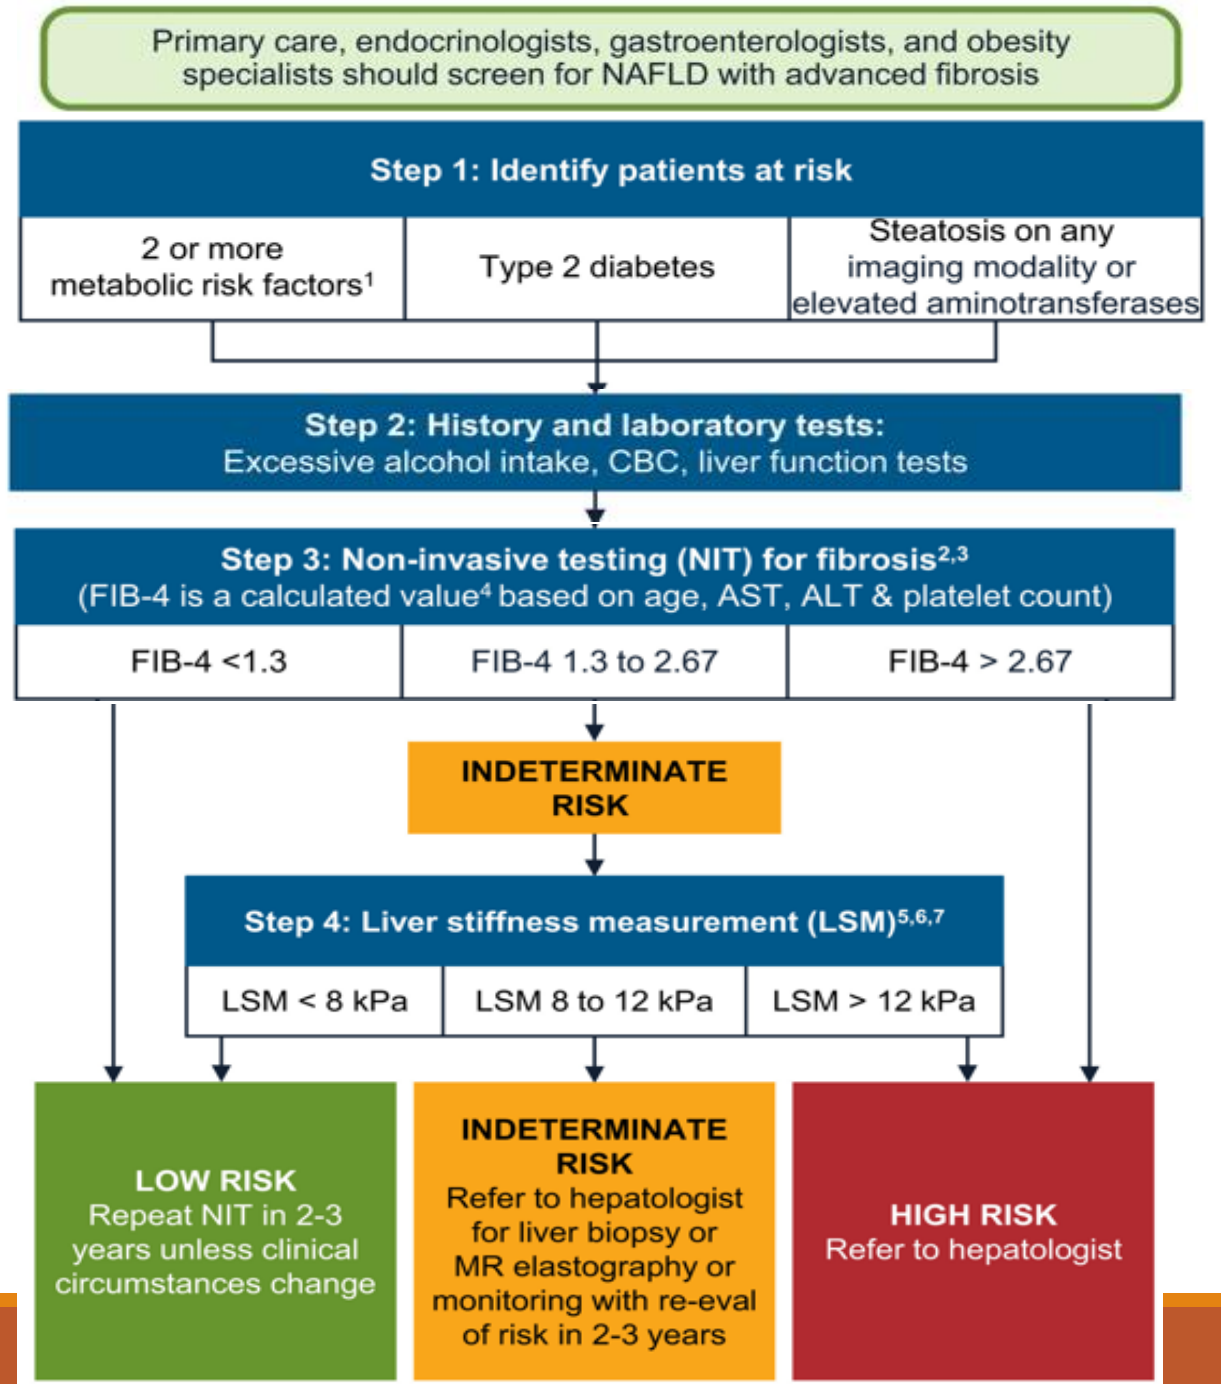 Primary care, endocrinologists, gastroenterologists, and obesity
specialists should screen for NAFLD with advanced fibrosis
Step 1: Identify patients at risk
2 or more
metabolic risk factors¹
Type 2 diabetes
Steatosis on any
imaging modality or
elevated aminotransferases
Step 2: History and laboratory tests:
Excessive alcohol intake, CBC, liver function tests
Step 3: Non-invasive testing (NIT) for fibrosis²,³
(FIB-4 is a calculated value⁴ based on age, AST, ALT & platelet count)
FIB-4 <1.3
FIB-4 1.3 to 2.67
FIB-4 > 2.67
INDETERMINATE
RISK
Step 4: Liver stiffness measurement (LSM)⁵,⁶,⁷
LSM < 8 kPa
LSM 8 to 12 kPa
LSM > 12 kPa
LOW RISK
Repeat NIT in 2-3
years unless clinical
circumstances change
INDETERMINATE
RISK
Refer to hepatologist
for liver biopsy or
MR elastography or
monitoring with re-eval
of risk in 2-3 years
HIGH RISK
Refer to hepatologist